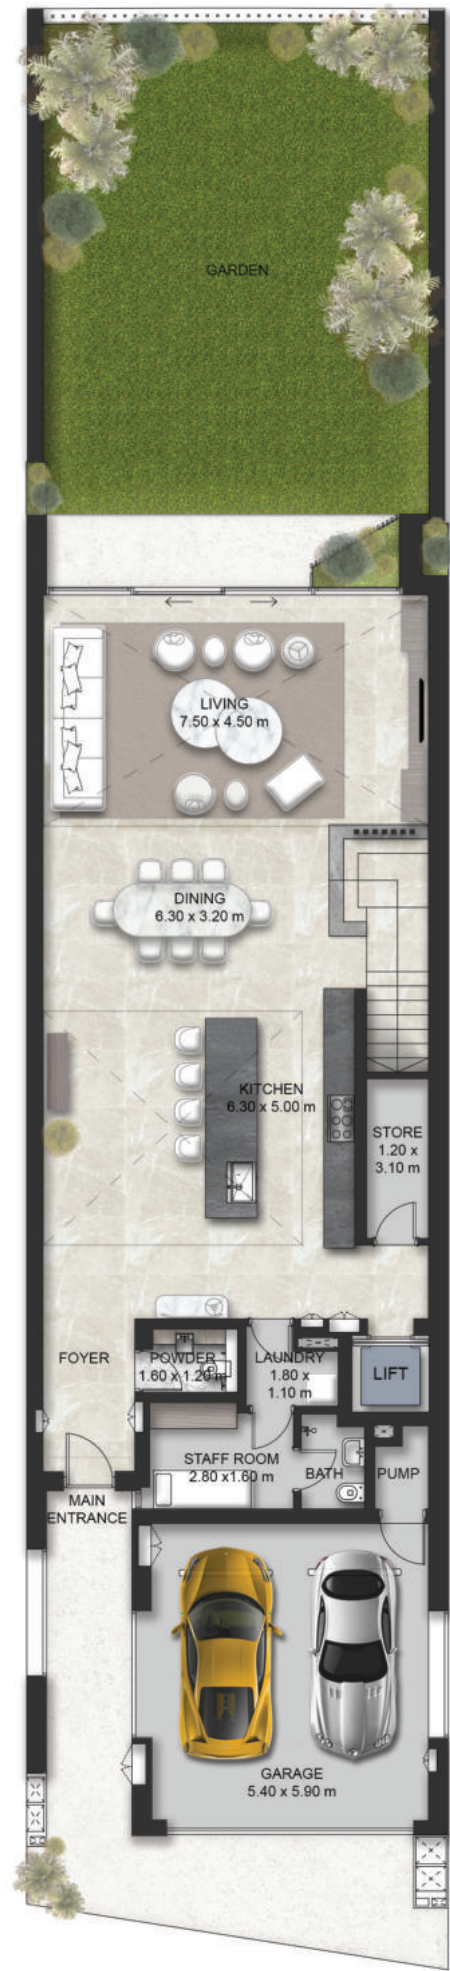 GARDEN
LIVING
7.50 x 4.50 m
DINING
6.30 x 3.20 m
KITCHEN
6.30 x 5.00 m
STORE
1.20 x
3.10 m
FOYER
POWDER
1.60 x 1.20 m
LAUNDRY
1.80 x
1.10 m
LIFT
STAFF ROOM
2.80 x1.60 m
BATH
PUMP
MAIN
ENTRANCE
GARAGE
5.40 x 5.90 m